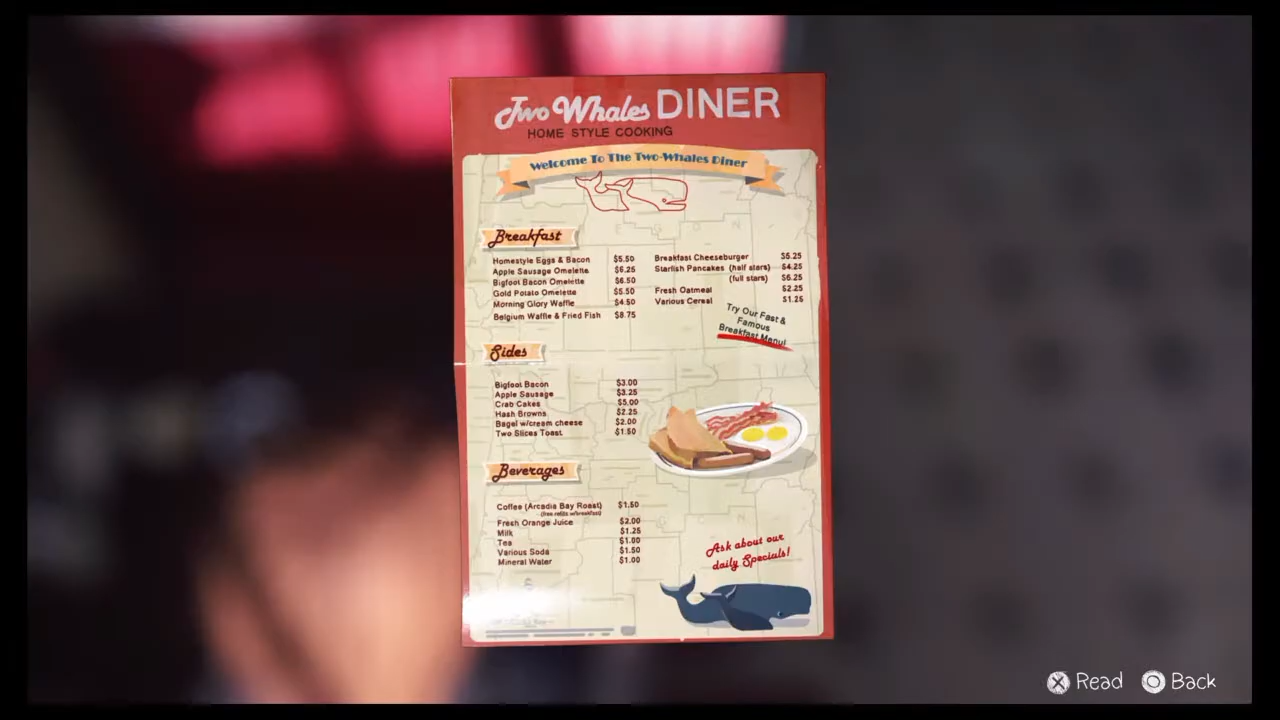 Two Whales DINER
HOME STYLE COOKING
Welcome To The Two-Whales Diner
Breakfast
Homestyle Eggs & Bacon $5.50
Apple Sausage Omelette $6.25
Bigfoot Bacon Omelette $6.50
Gold Potato Omelette $5.50
Morning Glory Waffle $4.50
Belgium Waffle & Fried Fish $8.75
Breakfast Cheeseburger $5.25
Starfish Pancakes (half stars) $4.25
(full stars) $6.25
Fresh Oatmeal $2.25
Various Cereal $1.25
Try Our Fast &
Famous
Breakfast Menu!
Sides
Bigfoot Bacon $3.00
Apple Sausage $3.25
Crab Cakes $5.00
Hash Browns $2.25
Bagel w/cream cheese $2.00
Two Slices Toast $1.50
Beverages
Coffee (Arcadia Bay Roast) $1.50
(free refills w/breakfast)
Fresh Orange Juice $2.00
Milk $1.25
Tea $1.00
Various Soda $1.50
Mineral Water $1.00
Ask about our
daily Specials!
Read Back